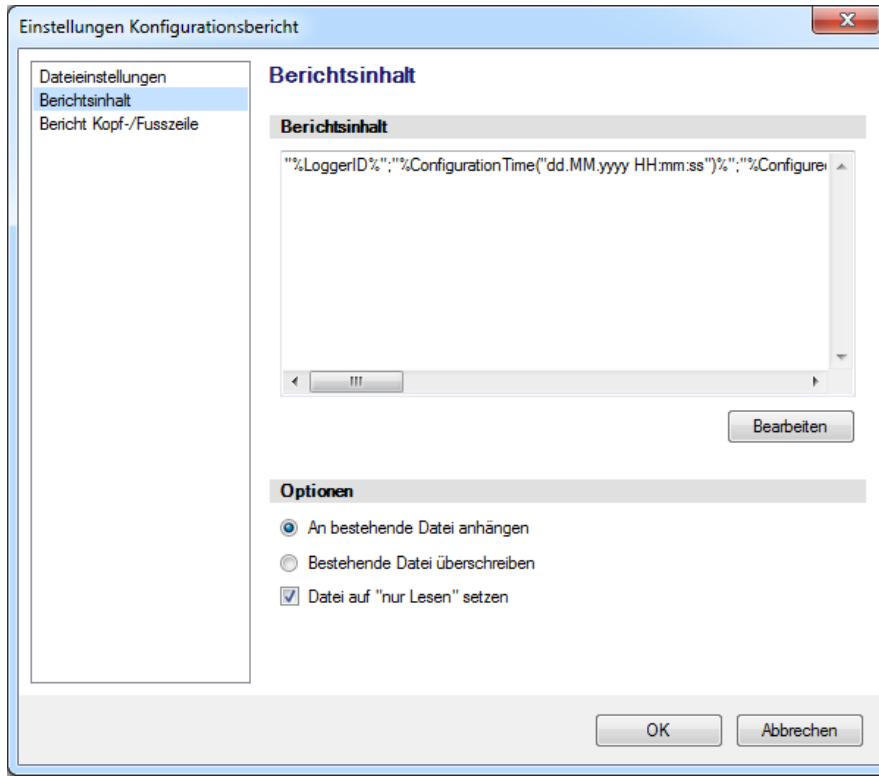 Einstellungen Konfigurationsbericht
Dateieinstellungen
Berichtsinhalt
Bericht Kopf-/Fusszeile
Berichtsinhalt
Berichtsinhalt
"%LoggerID%";"%ConfigurationTime("dd.MM.yyyy HH:mm:ss")%";"%Configure
Bearbeiten
Optionen
An bestehende Datei anhängen
Bestehende Datei überschreiben
Datei auf "nur Lesen" setzen
OK
Abbrechen